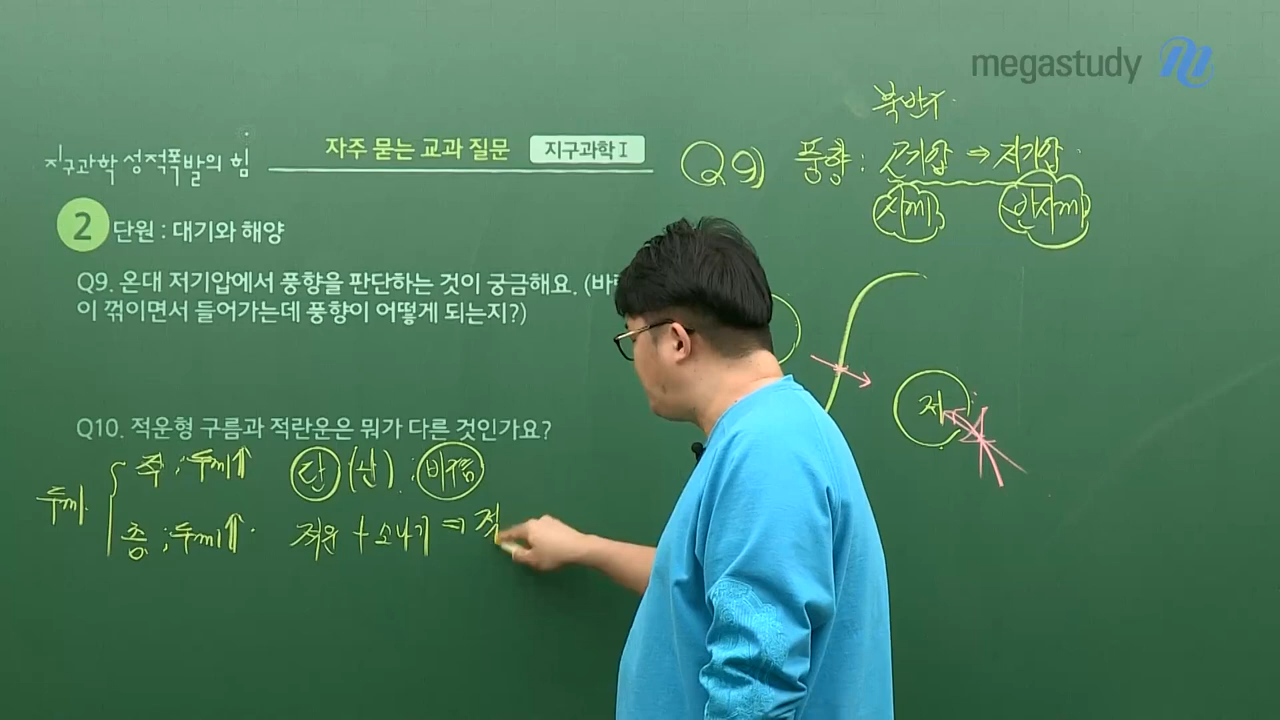 megastudy
지구과학 성적폭발의 힘
자주 묻는 교과 질문 지구과학 I
2 단원 : 대기와 해양
Q9. 온대 저기압에서 풍향을 판단하는 것이 궁금해요. (바
이 꺾이면서 들어가는데 풍향이 어떻게 되는지?)
Q10. 적운형 구름과 적란운은 뭐가 다른 것인가요?
두께
적 ; 두께↑ 단 (난) : 비구름
층 ; 두께↑ 적운 + 소나기 ⇒ 적
북반구
Q9) 풍향 : 고기압 ⇒ 저기압
시계 반시계
저